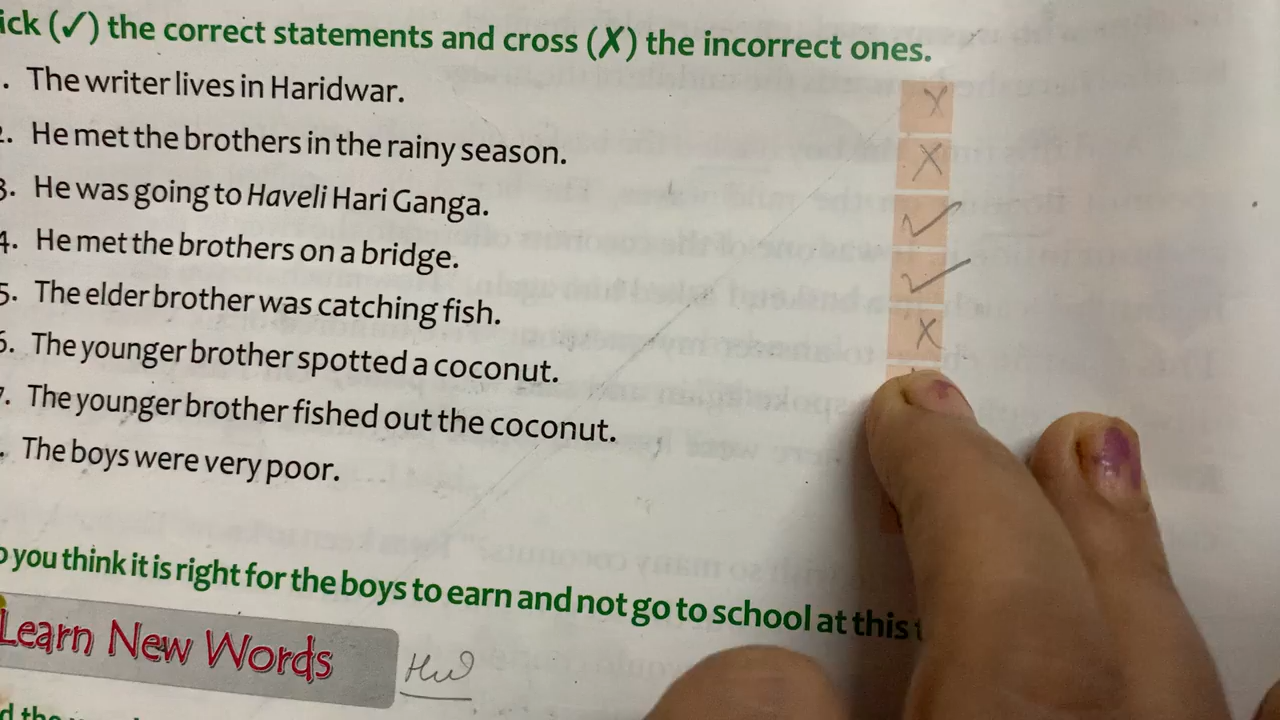 ick (✓) the correct statements and cross (✗) the incorrect ones.
. The writer lives in Haridwar. ✗
2. He met the brothers in the rainy season. ✗
3. He was going to Haveli Hari Ganga. ✓
4. He met the brothers on a bridge. ✓
5. The elder brother was catching fish. ✗
6. The younger brother spotted a coconut.
7. The younger brother fished out the coconut.
. The boys were very poor.
o you think it is right for the boys to earn and not go to school at this t
Learn New Words